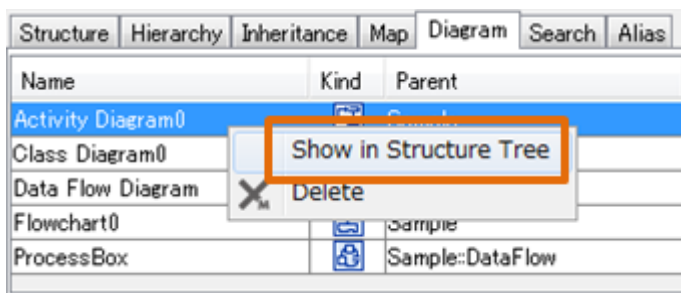 Structure Hierarchy Inheritance Map Diagram Search Alias
Name Kind Parent
Activity Diagram0 Sample
Show in Structure Tree
Class Diagram0
Data Flow Diagram
Delete
Flowchart0 Sample
ProcessBox Sample::DataFlow